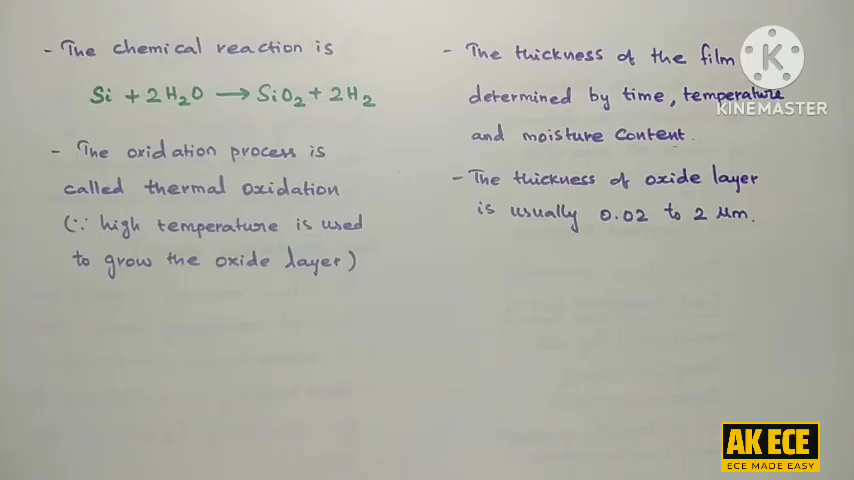 - The chemical reaction is
Si + 2H₂O ⟶ SiO₂ + 2H₂
- The oxidation process is
called thermal oxidation
(∵ high temperature is used
to grow the oxide layer)
- The thickness of the film
determined by time, temperature
and moisture content.
- The thickness of oxide layer
is usually 0.02 to 2 μm.
K
KINEMASTER
AK ECE
ECE MADE EASY